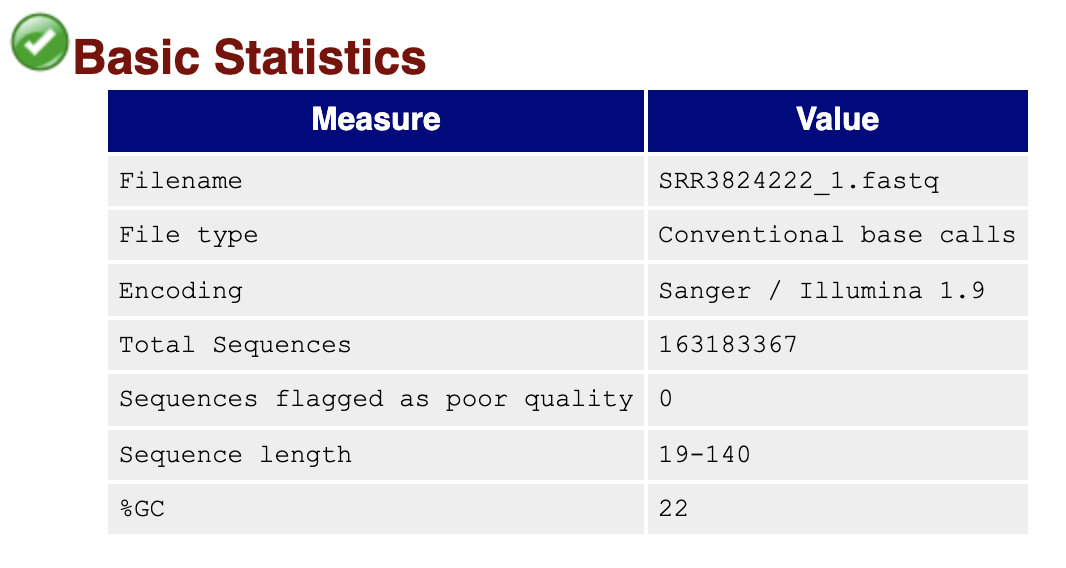 Basic Statistics
Measure Value
Filename SRR3824222_1.fastq
File type Conventional base calls
Encoding Sanger / Illumina 1.9
Total Sequences 163183367
Sequences flagged as poor quality 0
Sequence length 19-140
%GC 22